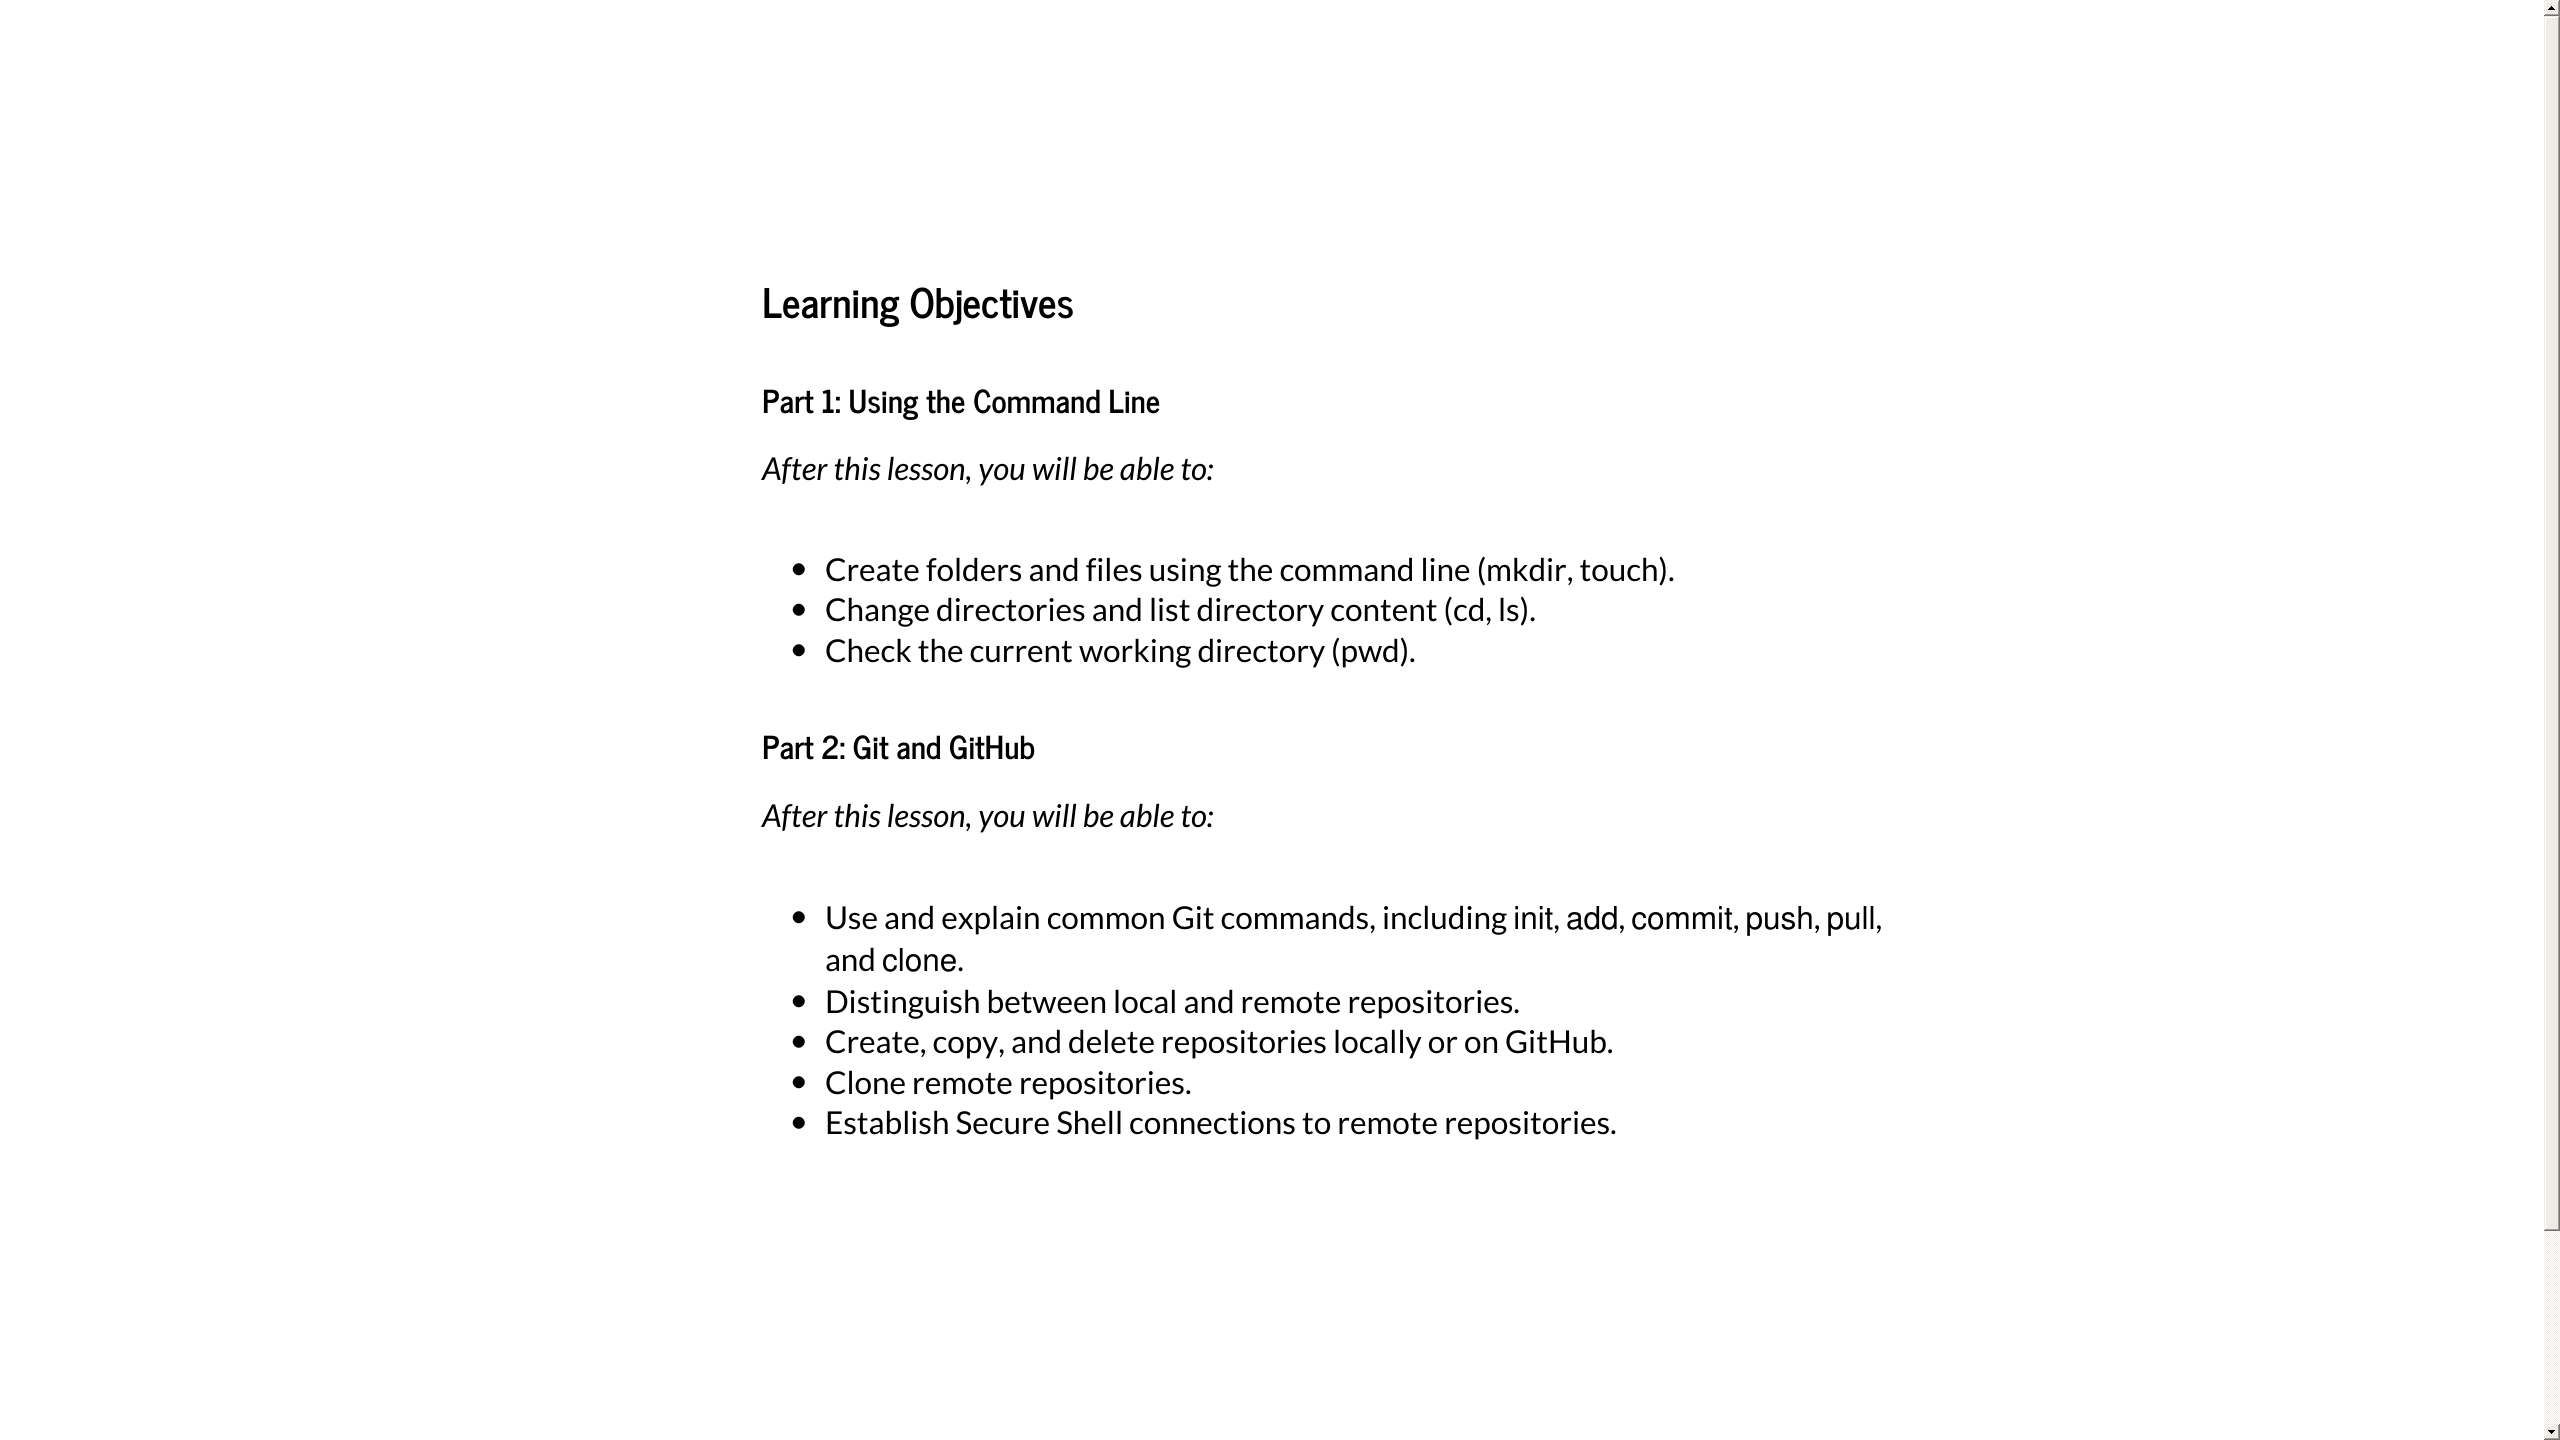 Learning Objectives
Part 1: Using the Command Line
After this lesson, you will be able to:
• Create folders and files using the command line (mkdir, touch).
• Change directories and list directory content (cd, ls).
• Check the current working directory (pwd).
Part 2: Git and GitHub
After this lesson, you will be able to:
• Use and explain common Git commands, including init, add, commit, push, pull,
and clone.
• Distinguish between local and remote repositories.
• Create, copy, and delete repositories locally or on GitHub.
• Clone remote repositories.
• Establish Secure Shell connections to remote repositories.